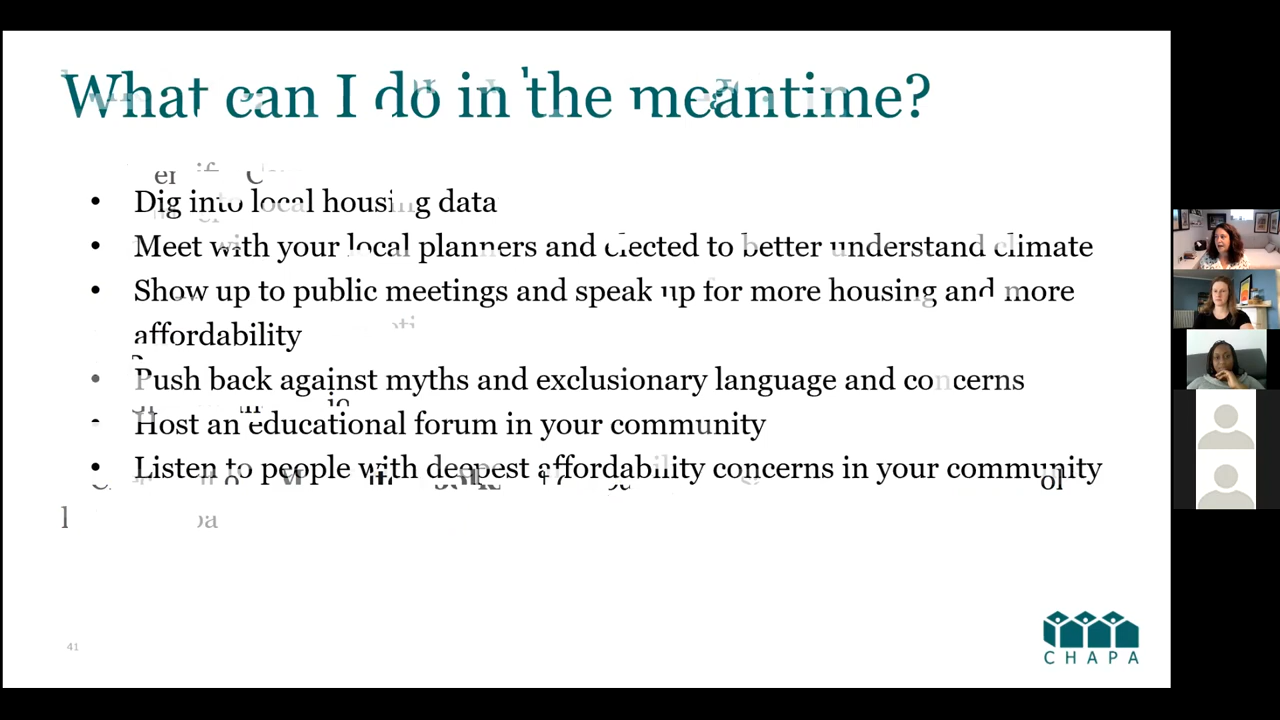 What can I do in the meantime?
• Dig into local housing data
• Meet with your local planners and elected to better understand climate
• Show up to public meetings and speak up for more housing and more
affordability
• Push back against myths and exclusionary language and concerns
• Host an educational forum in your community
• Listen to people with deepest affordability concerns in your community
41
CHAPA